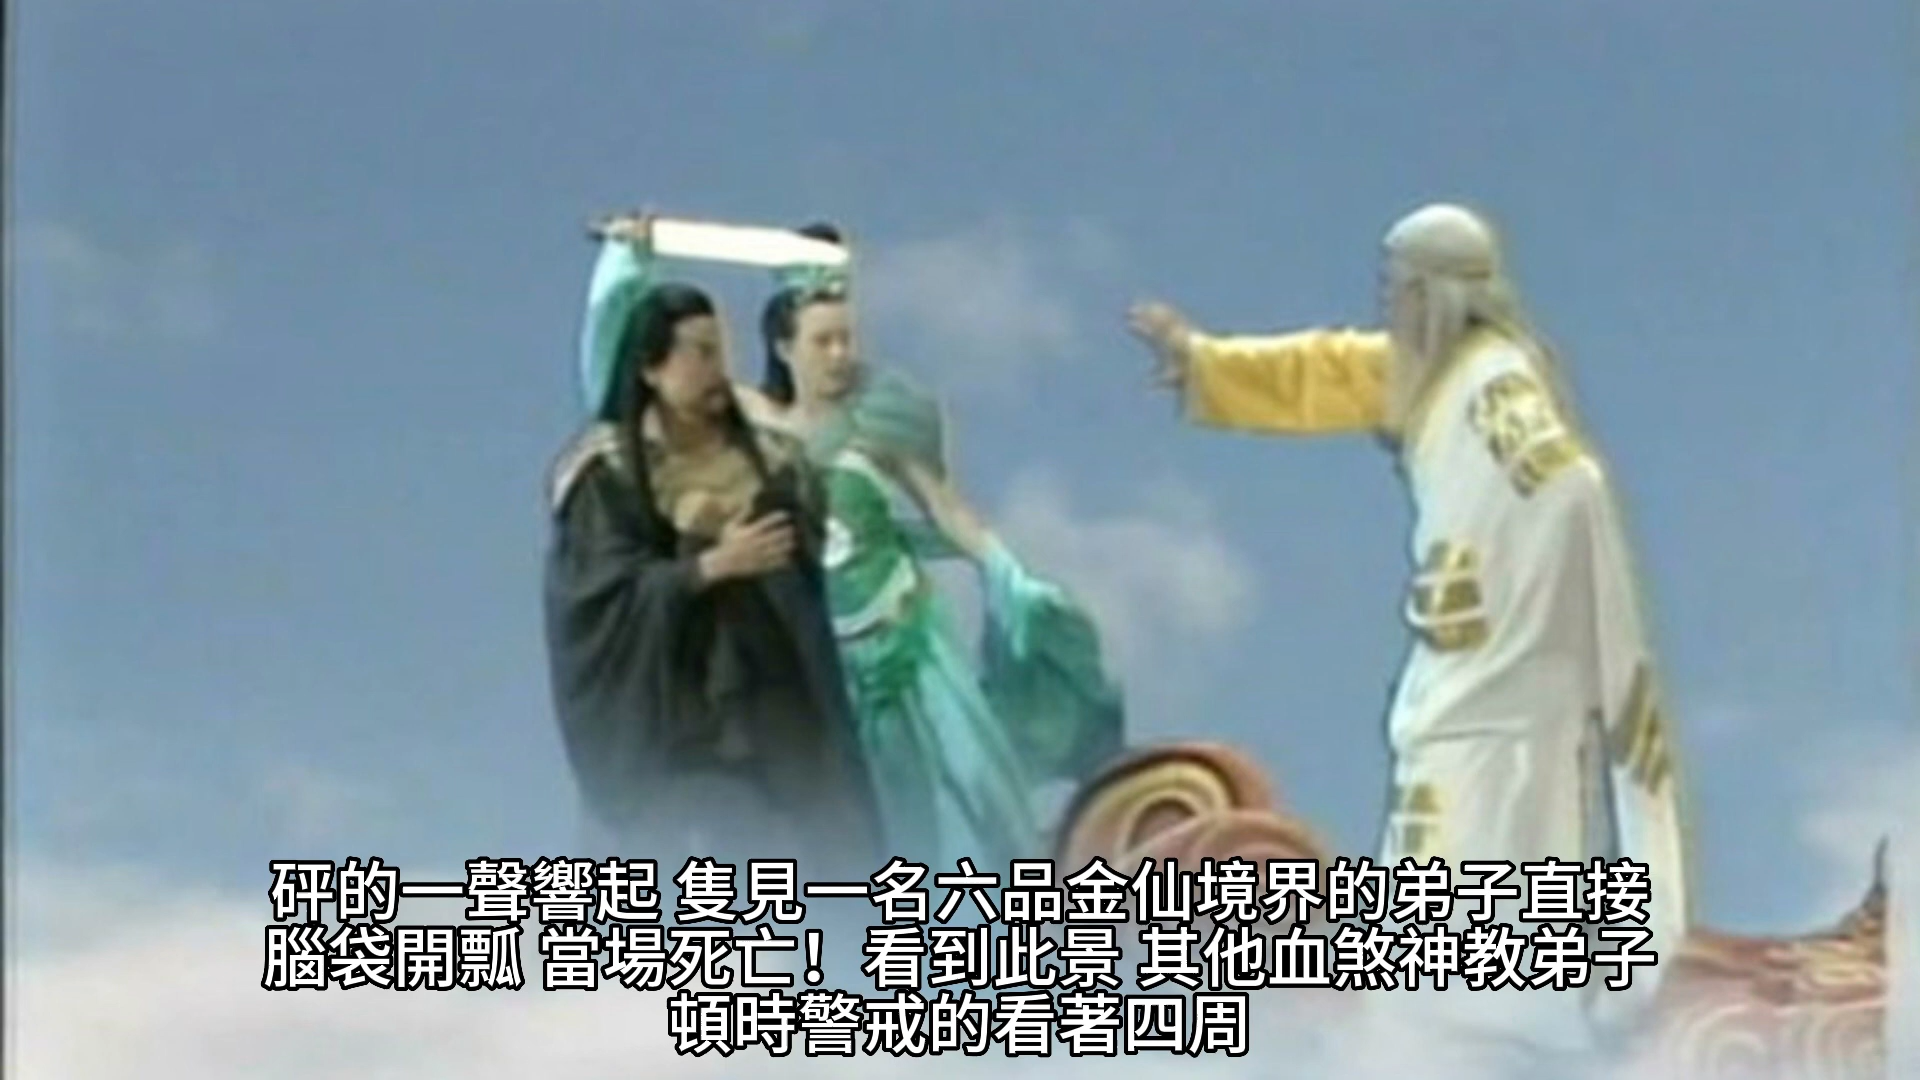 砰的一聲響起 隻見一名六品金仙境界的弟子直接
腦袋開瓢 當場死亡！看到此景 其他血煞神教弟子
頓時警戒的看著四周